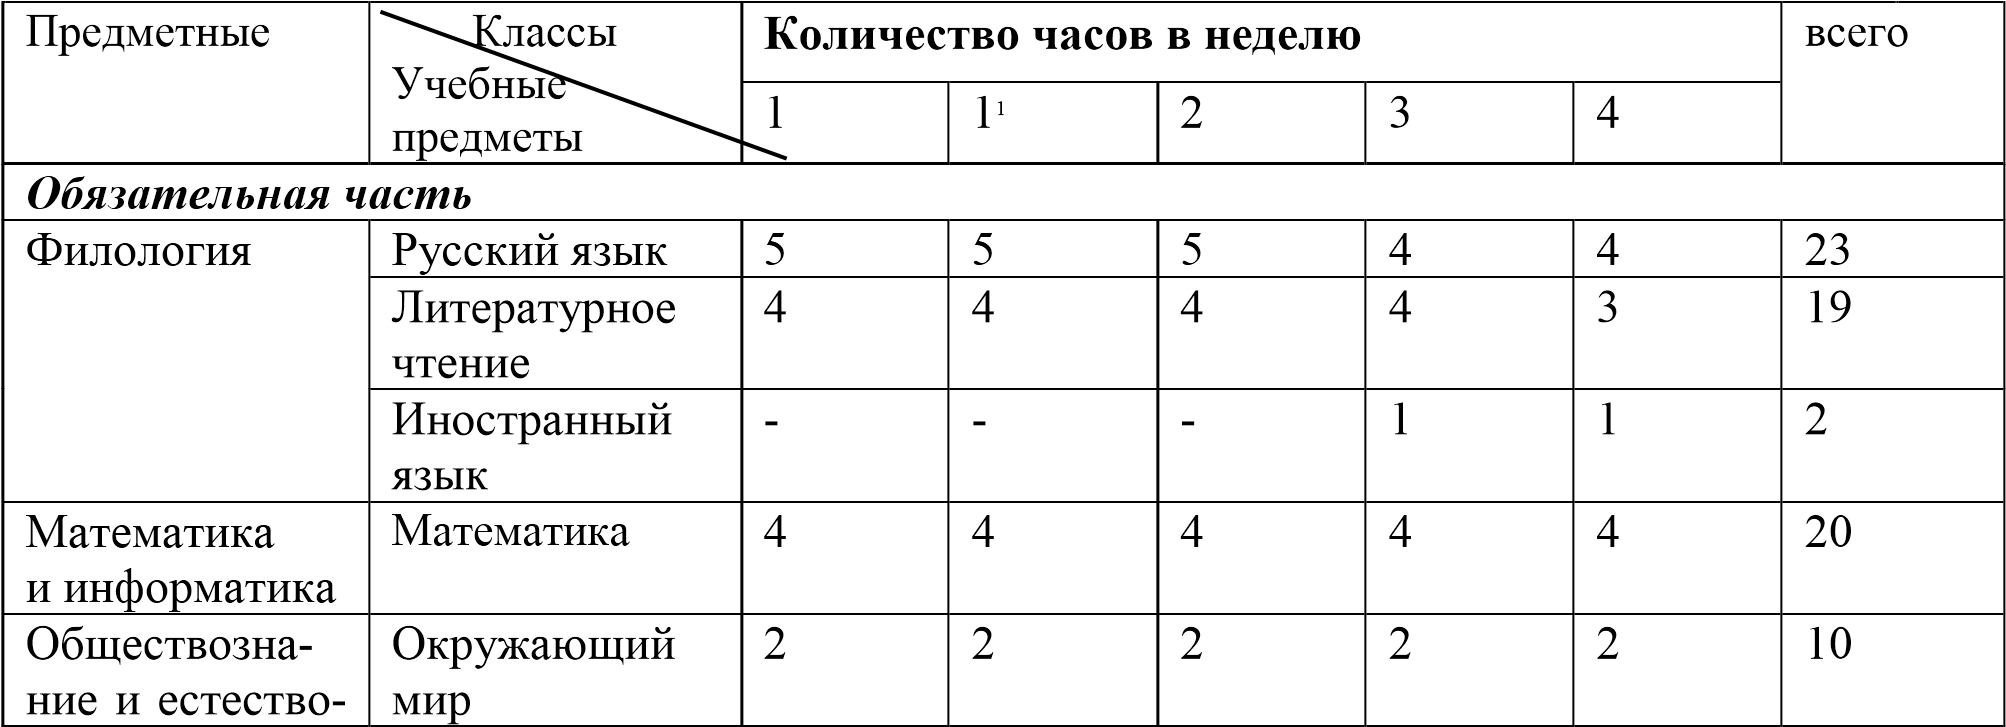 Предметные Классы Количество часов в неделю всего
Учебные
предметы 1 1¹ 2 3 4
Обязательная часть
Филология Русский язык 5 5 5 4 4 23
Литературное 4 4 4 4 3 19
чтение
Иностранный - - - 1 1 2
язык
Математика Математика 4 4 4 4 4 20
и информатика
Обществозна- Окружающий 2 2 2 2 2 10
ние и естество- мир